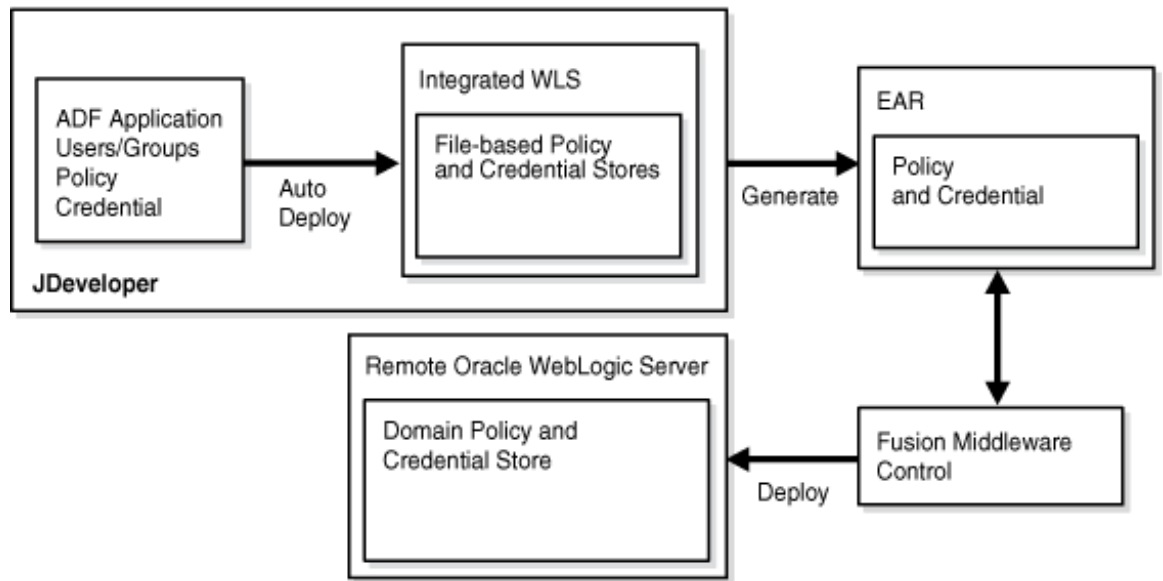 ADF Application
Users/Groups
Policy
Credential
Auto
Deploy
Integrated WLS
File-based Policy
and Credential Stores
JDeveloper
Generate
EAR
Policy
and Credential
Remote Oracle WebLogic Server
Domain Policy and
Credential Store
Deploy
Fusion Middleware
Control